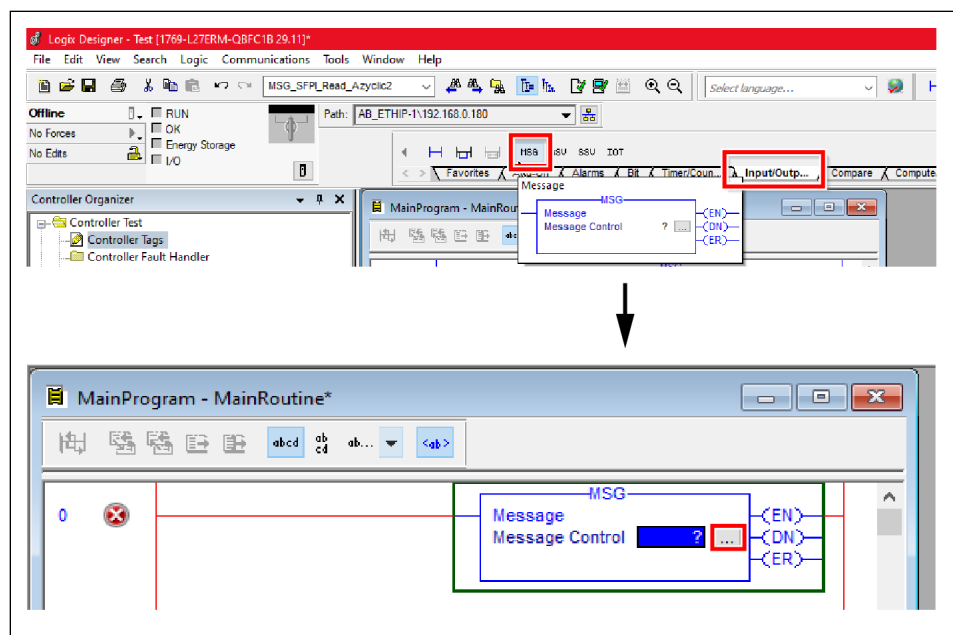 Logix Designer - Test [1769-L27ERM-QBFC1B 29.11]*
File Edit View Search Logic Communications Tools Window Help
MSG_SFPI_Read_Azyclic2
Select language...
Offline
RUN
Path: AB_ETHIP-1\192.168.0.180
No Forces
OK
No Edits
Energy Storage
I/O
MSG
SSV IOT
Favorites
Alarms Bit Timer/Coun... Input/Outp... Compare
Controller Organizer
Message
MSG
Message
Message Control ?
(EN)
(DN)
(ER)
Controller Test
Controller Tags
Controller Fault Handler
MainProgram - MainRoutine*
abcd
ab
cd
ab...
<ab>
0
MSG
Message
Message Control ? ...
(EN)
(DN)
(ER)